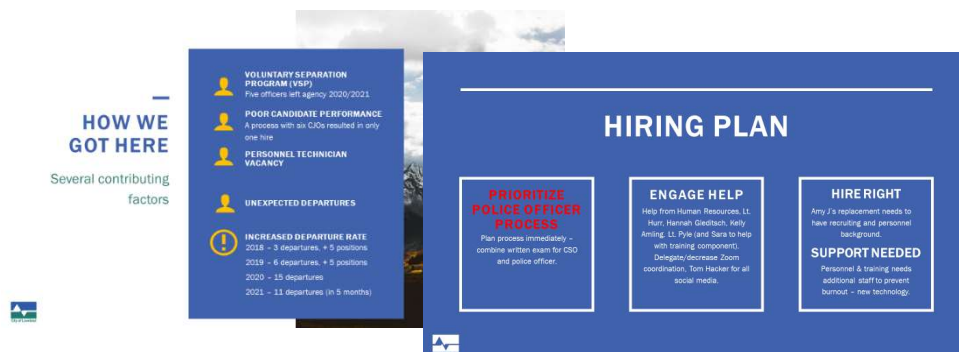 HOW WE
GOT HERE
Several contributing
factors
VOLUNTARY SEPARATION
PROGRAM (VSP)
Five officers left agency 2020/2021
POOR CANDIDATE PERFORMANCE
A process with six CJOs resulted in only
one hire
PERSONNEL TECHNICIAN
VACANCY
UNEXPECTED DEPARTURES
INCREASED DEPARTURE RATE
2018 – 3 departures, + 5 positions
2019 – 6 departures, + 5 positions
2020 – 15 departures
2021 – 11 departures (in 5 months)
City of Loveland
HIRING PLAN
PRIORITIZE
POLICE OFFICER
PROCESS
Plan process immediately –
combine written exam for CSO
and police officer.
ENGAGE HELP
Help from Human Resources, Lt.
Hurr, Hannah Gleditsch, Kelly
Amling, Lt. Pyle (and Sara to help
with training component).
Delegate/decrease Zoom
coordination, Tom Hacker for all
social media.
HIRE RIGHT
Amy J's replacement needs to
have recruiting and personnel
background.
SUPPORT NEEDED
Personnel & training needs
additional staff to prevent
burnout – new technology.